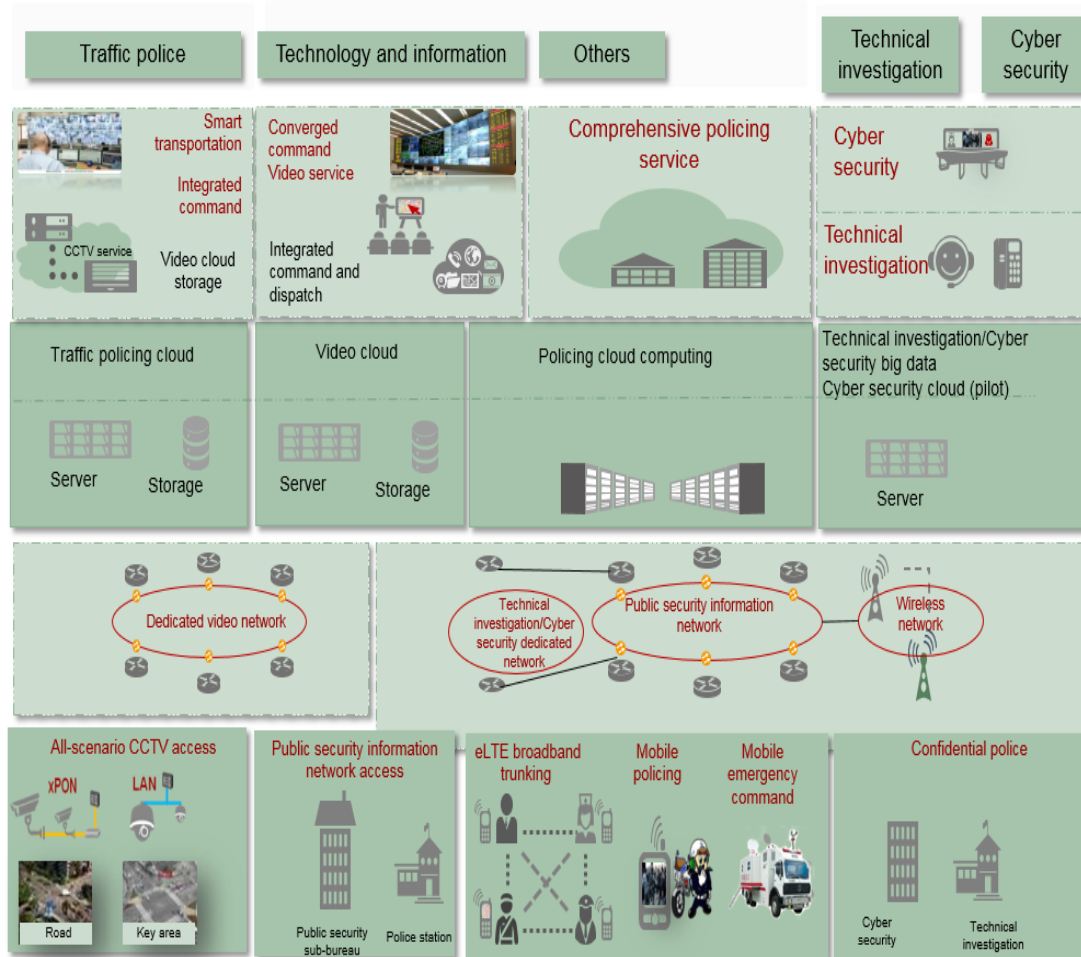 Traffic police
Technology and information
Others
Technical
investigation
Cyber
security
Smart
transportation
Integrated
command
CCTV service
Video cloud
storage
Converged
command
Video service
Integrated
command and
dispatch
Comprehensive policing
service
Cyber
security
Technical
investigation
Traffic policing cloud
Server
Storage
Video cloud
Server
Storage
Policing cloud computing
Technical investigation/Cyber
security big data
Cyber security cloud (pilot)
Server
Dedicated video network
Technical
investigation/Cyber
security dedicated
network
Public security information
network
Wireless
network
All-scenario CCTV access
xPON
LAN
Road
Key area
Public security information
network access
Public security
sub-bureau
Police station
eLTE broadband
trunking
Mobile
policing
Mobile
emergency
command
Confidential police
Cyber
security
Technical
investigation